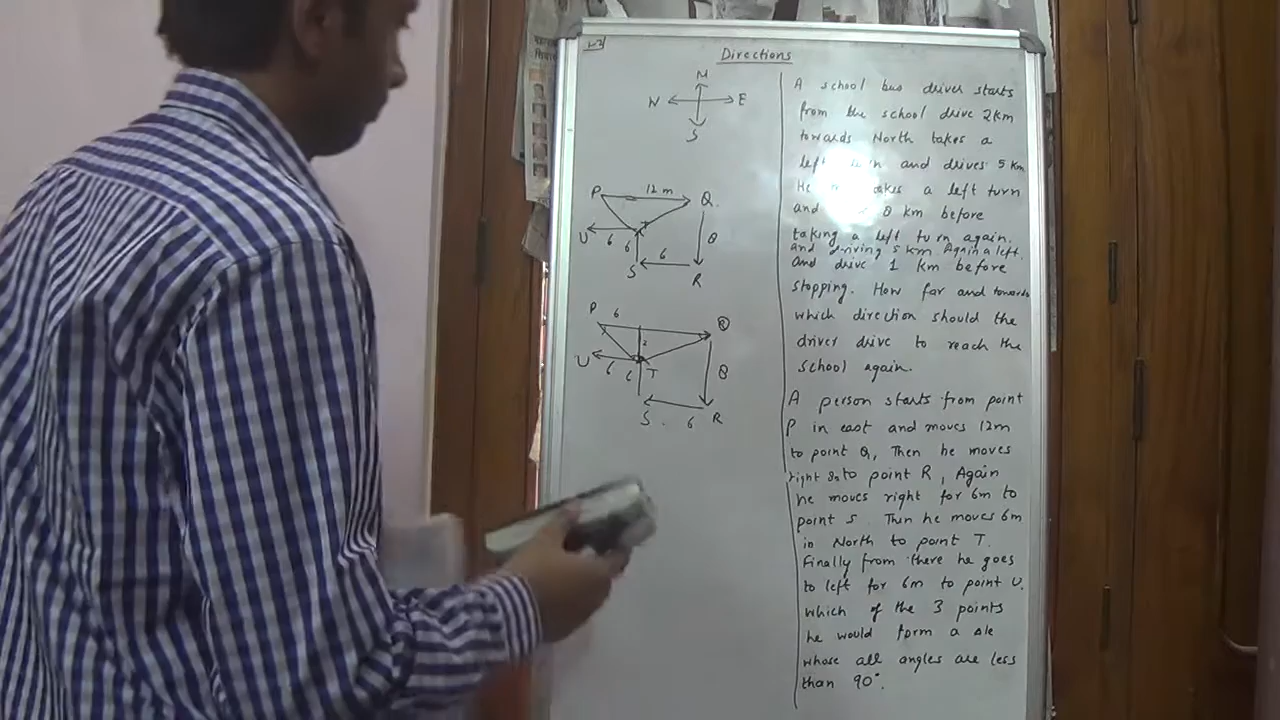 Directions
N
W E
S
P 12 m Q.
U 6 6 T 8
S 6 R
P 6 Q
2
U 6 6 T 8
S. 6 R
A school bus driver starts
from the school drive 2km
towards North takes a
left and drives 5 km
He takes a left turn
and 8 km before
taking a left turn again.
and driving 5 km Again a left.
and drive 1 km before
stopping. How far and towards
which direction should the
driver drive to reach the
school again.
A person starts from point
P in east and moves 12m
to point Q, Then he moves
right 8m to point R, Again
he moves right for 6m to
point S. Then he moves 6m
in North to point T.
Finally from there he goes
to left for 6m to point U.
which of the 3 points
he would form a Δle
whose all angles are less
than 90°.